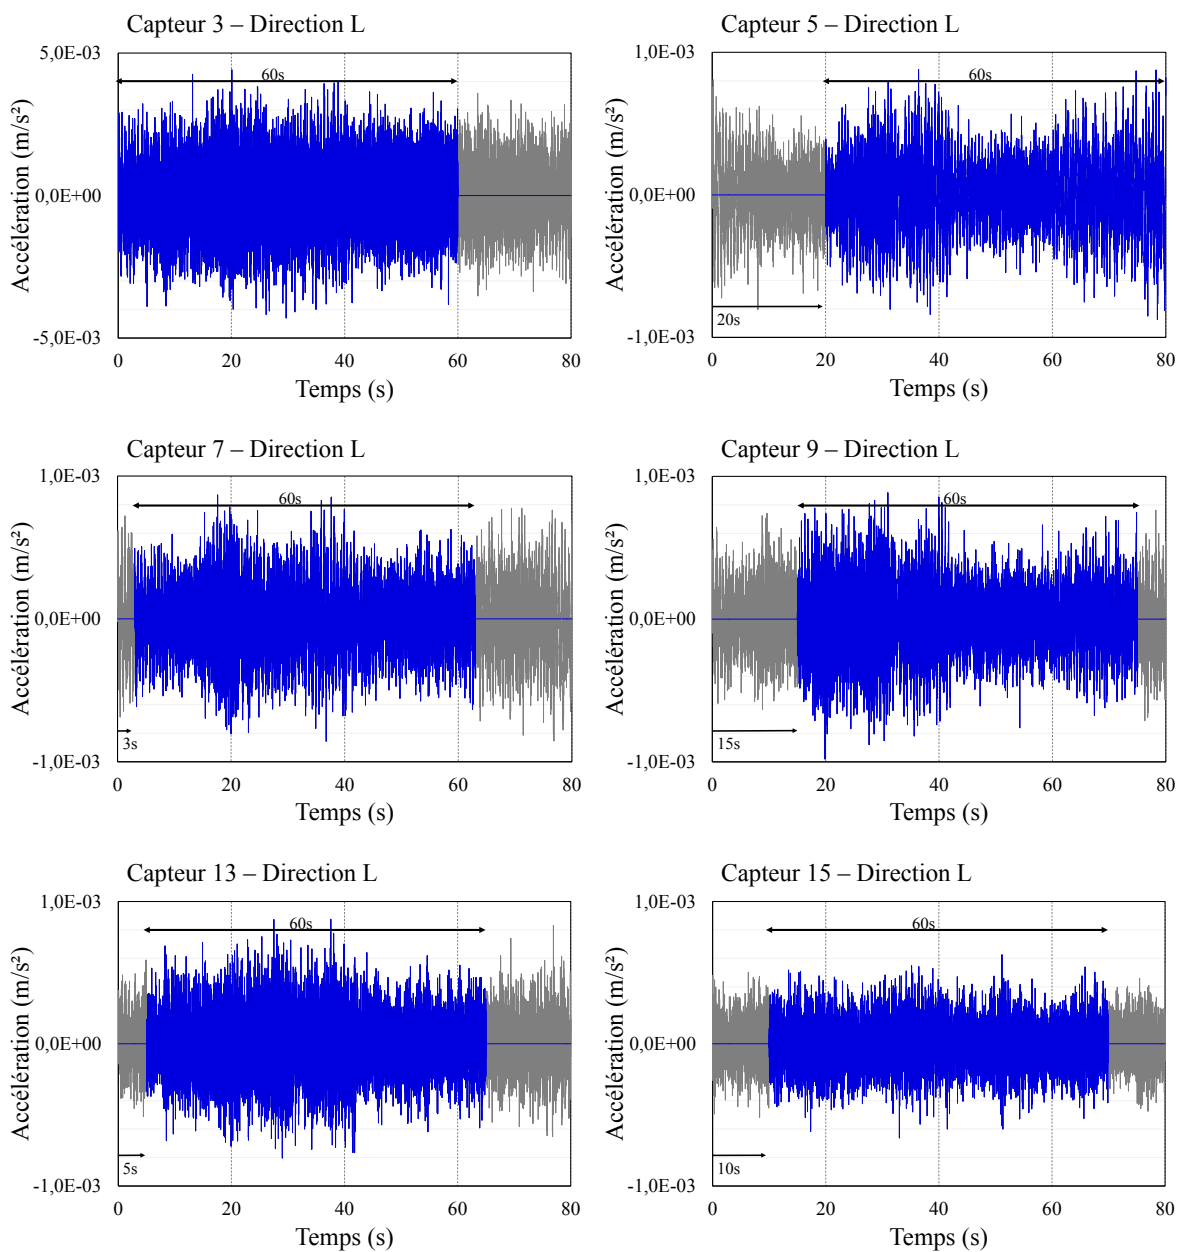 Capteur 3 – Direction L
5,0E-03
60s
0,0E+00
-5,0E-03
0 20 40 60 80
Temps (s)
Accélération (m/s²)
Capteur 5 – Direction L
1,0E-03
60s
0,0E+00
20s
-1,0E-03
0 20 40 60 80
Temps (s)
Accélération (m/s²)
Capteur 7 – Direction L
1,0E-03
60s
0,0E+00
3s
-1,0E-03
0 20 40 60 80
Temps (s)
Accélération (m/s²)
Capteur 9 – Direction L
1,0E-03
60s
0,0E+00
15s
-1,0E-03
0 20 40 60 80
Temps (s)
Accélération (m/s²)
Capteur 13 – Direction L
1,0E-03
60s
0,0E+00
5s
-1,0E-03
0 20 40 60 80
Temps (s)
Accélération (m/s²)
Capteur 15 – Direction L
1,0E-03
60s
0,0E+00
10s
-1,0E-03
0 20 40 60 80
Temps (s)
Accélération (m/s²)